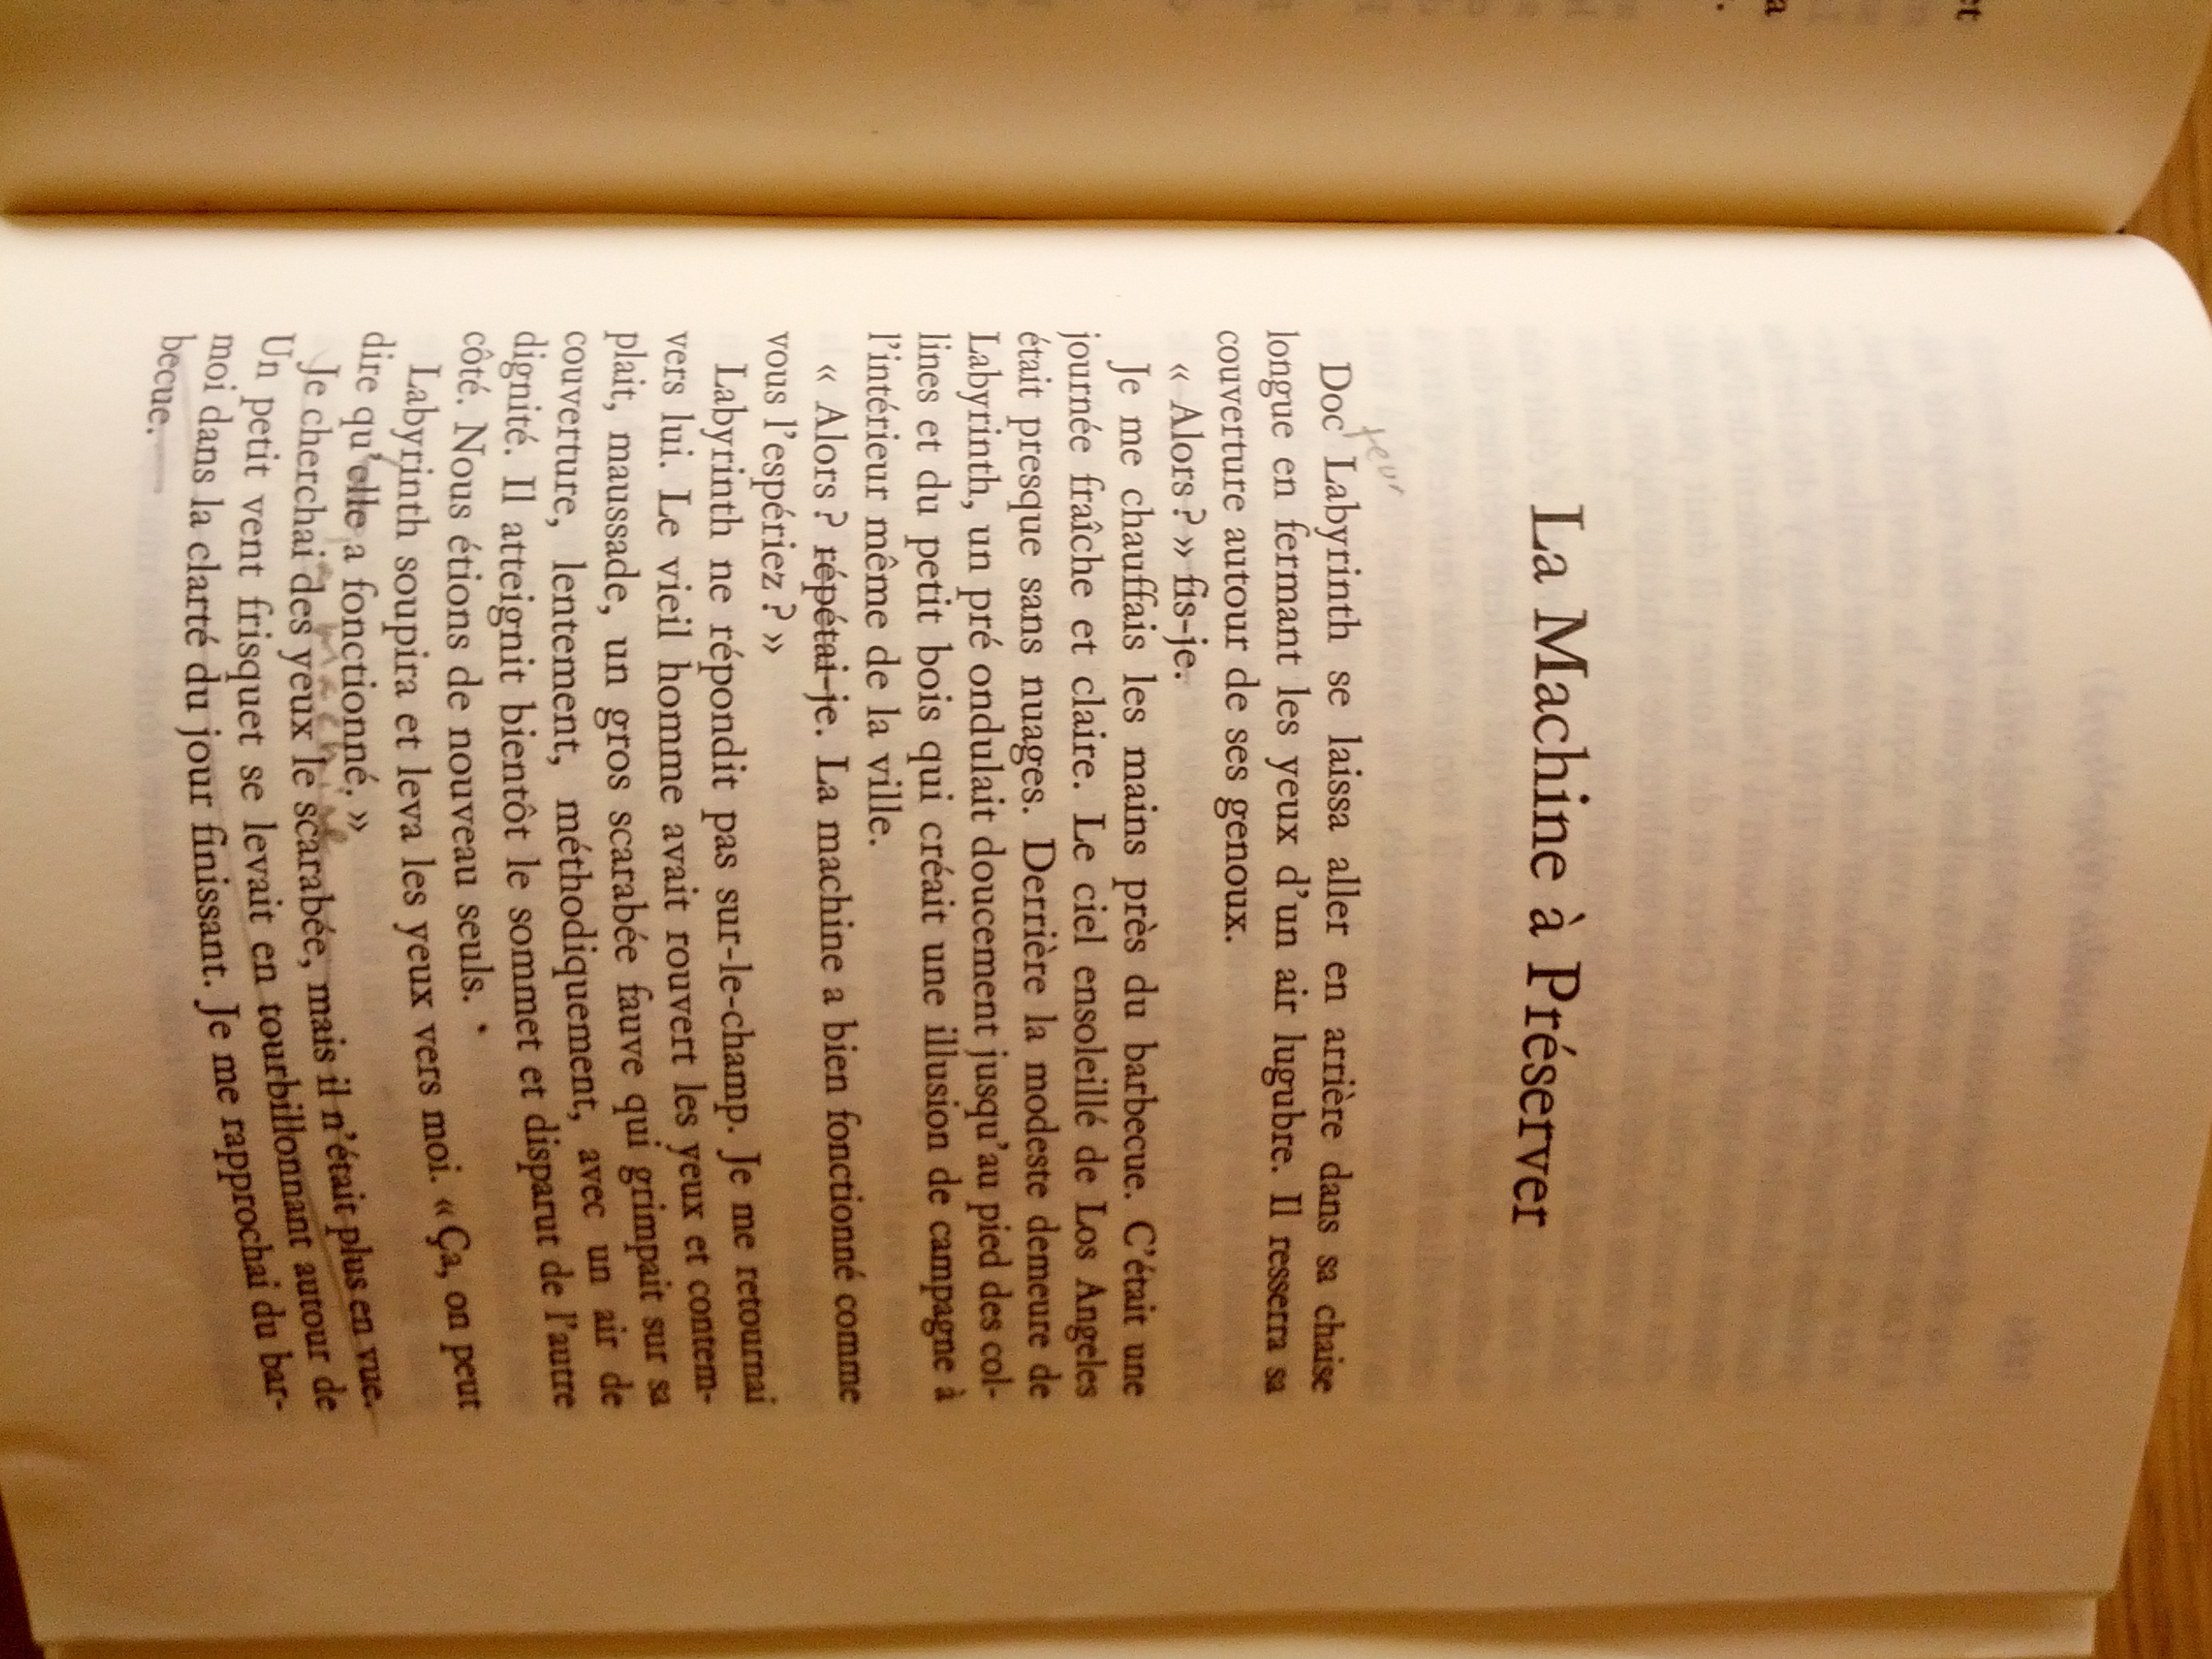 La Machine à Préserver
Doc Labyrinth se laissa aller en arrière dans sa chaise
longue en fermant les yeux d'un air lugubre. Il resserra sa
couverture autour de ses genoux.
« Alors ? » fis-je.
Je me chauffais les mains près du barbecue. C'était une
journée fraîche et claire. Le ciel ensoleillé de Los Angeles
était presque sans nuages. Derrière la modeste demeure de
Labyrinth, un pré ondulait doucement jusqu'au pied des col-
lines et du petit bois qui créait une illusion de campagne à
l'intérieur même de la ville.
« Alors ? répétai-je. La machine a bien fonctionné comme
vous l'espériez ? »
Labyrinth ne répondit pas sur-le-champ. Je me retournai
vers lui. Le vieil homme avait rouvert les yeux et contem-
plait, maussade, un gros scarabée fauve qui grimpait sur sa
couverture, lentement, méthodiquement, avec un air de
dignité. Il atteignit bientôt le sommet et disparut de l'autre
côté. Nous étions de nouveau seuls.
Labyrinth soupira et leva les yeux vers moi. « Ça, on peut
dire qu'elle a fonctionné. »
Je cherchai des yeux le scarabée, mais il n'était plus en vue.
Un petit vent frisquet se levait en tourbillonnant autour de
moi dans la clarté du jour finissant. Je me rapprochai du bar-
becue.